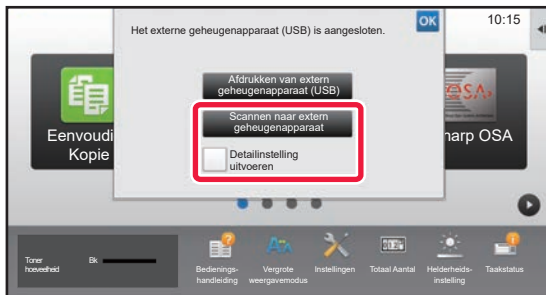 Het externe geheugenapparaat (USB) is aangesloten.
OK
10:15
Afdrukken van extern
geheugenapparaat (USB)
Scannen naar extern
geheugenapparaat
Detailinstelling
uitvoeren
Eenvoudi
Kopie
OSA
harp OSA
Toner
hoeveelheid
Bk
Bedienings-
handleiding
Vergrote
weergavemodus
Instellingen
Totaal Aantal
Helderheids-
instelling
Taakstatus